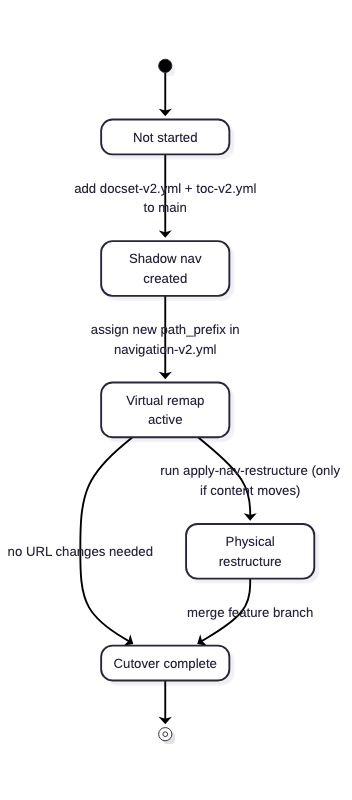 Not started
add docset-v2.yml + toc-v2.yml
to main
Shadow nav
created
assign new path_prefix in
navigation-v2.yml
Virtual remap
active
run apply-nav-restructure (only
if content moves)
Physical
restructure
no URL changes needed
merge feature branch
Cutover complete